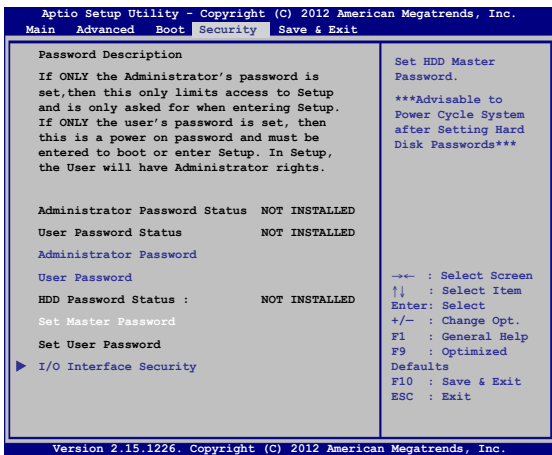 Aptio Setup Utility - Copyright (C) 2012 American Megatrends, Inc.
Main Advanced Boot Security Save & Exit
Password Description
If ONLY the Administrator's password is
set,then this only limits access to Setup
and is only asked for when entering Setup.
If ONLY the user's password is set, then
this is a power on password and must be
entered to boot or enter Setup. In Setup,
the User will have Administrator rights.
Administrator Password Status NOT INSTALLED
User Password Status NOT INSTALLED
Administrator Password
User Password
HDD Password Status : NOT INSTALLED
Set Master Password
Set User Password
I/O Interface Security
Set HDD Master
Password.
***Advisable to
Power Cycle System
after Setting Hard
Disk Passwords***
→← : Select Screen
↑↓ : Select Item
Enter: Select
+/— : Change Opt.
F1 : General Help
F9 : Optimized
Defaults
F10 : Save & Exit
ESC : Exit
Version 2.15.1226. Copyright (C) 2012 American Megatrends, Inc.